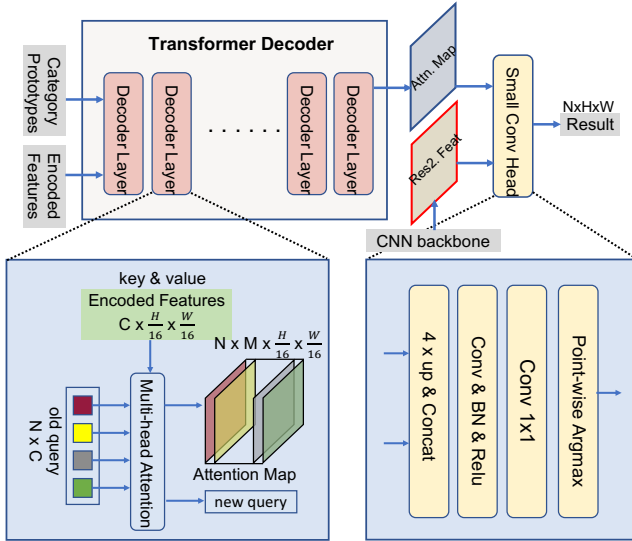 Transformer Decoder
Category
Prototypes
Encoded
Features
Decoder Layer
Decoder Layer
. . . . . .
Decoder Layer
Decoder Layer
Attn. Map
Res2. Feat
CNN backbone
Small Conv Head
NxHxW
Result
key & value
Encoded Features
C x H/16 x W/16
N x M x H/16 x W/16
old query
N x C
Multi-head Attention
Attention Map
new query
4 x up & Concat
Conv & BN & Relu
Conv 1x1
Point-wise Argmax